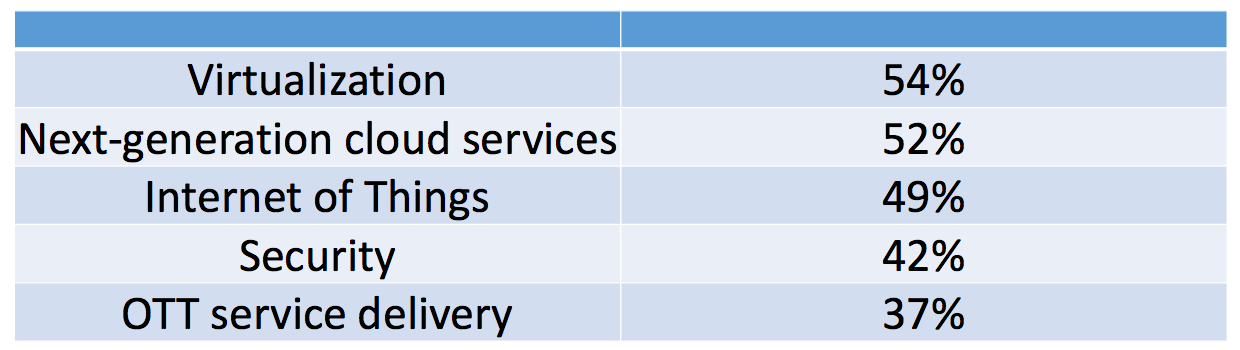 Virtualization 54%
Next-generation cloud services 52%
Internet of Things 49%
Security 42%
OTT service delivery 37%